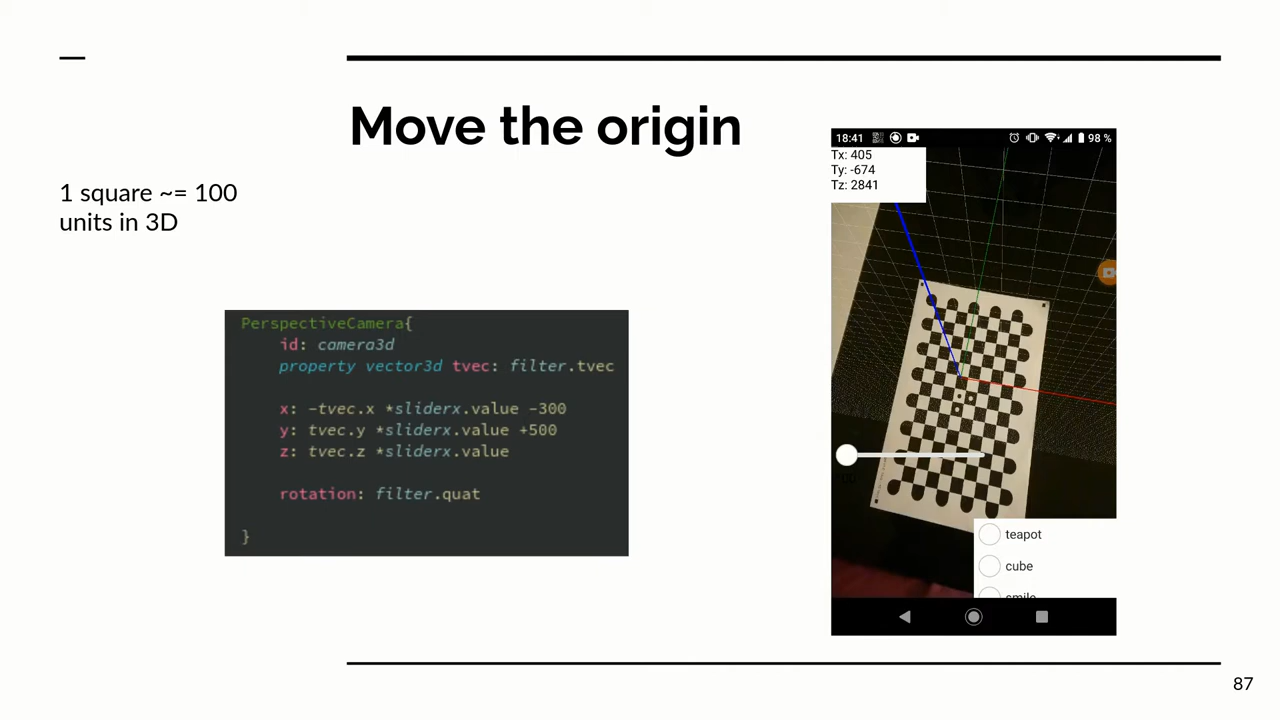 Move the origin
1 square ~= 100
units in 3D
PerspectiveCamera{
id: camera3d
property vector3d tvec: filter.tvec
x: -tvec.x *sliderx.value -300
y: tvec.y *sliderx.value +500
z: tvec.z *sliderx.value
rotation: filter.quat
}
18:41
98 %
Tx: 405
Ty: -674
Tz: 2841
teapot
cube
smile
87